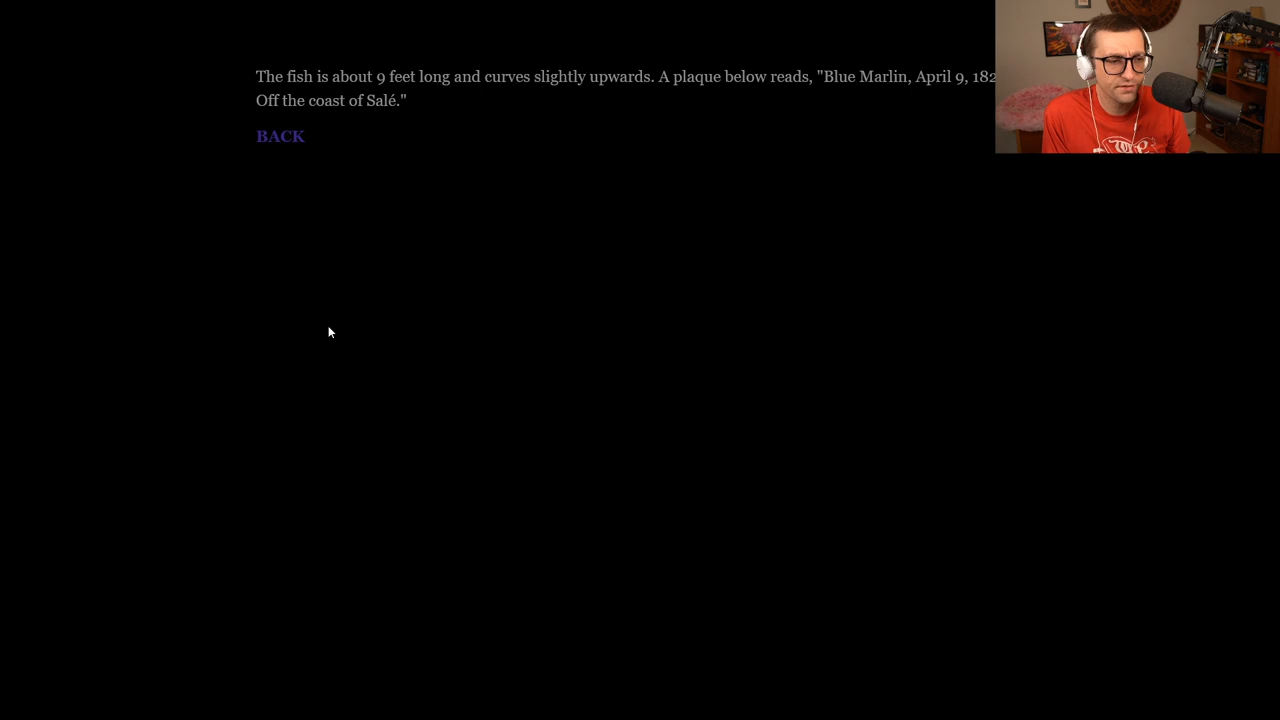 The fish is about 9 feet long and curves slightly upwards. A plaque below reads, "Blue Marlin, April 9,
Off the coast of Salé."
BACK